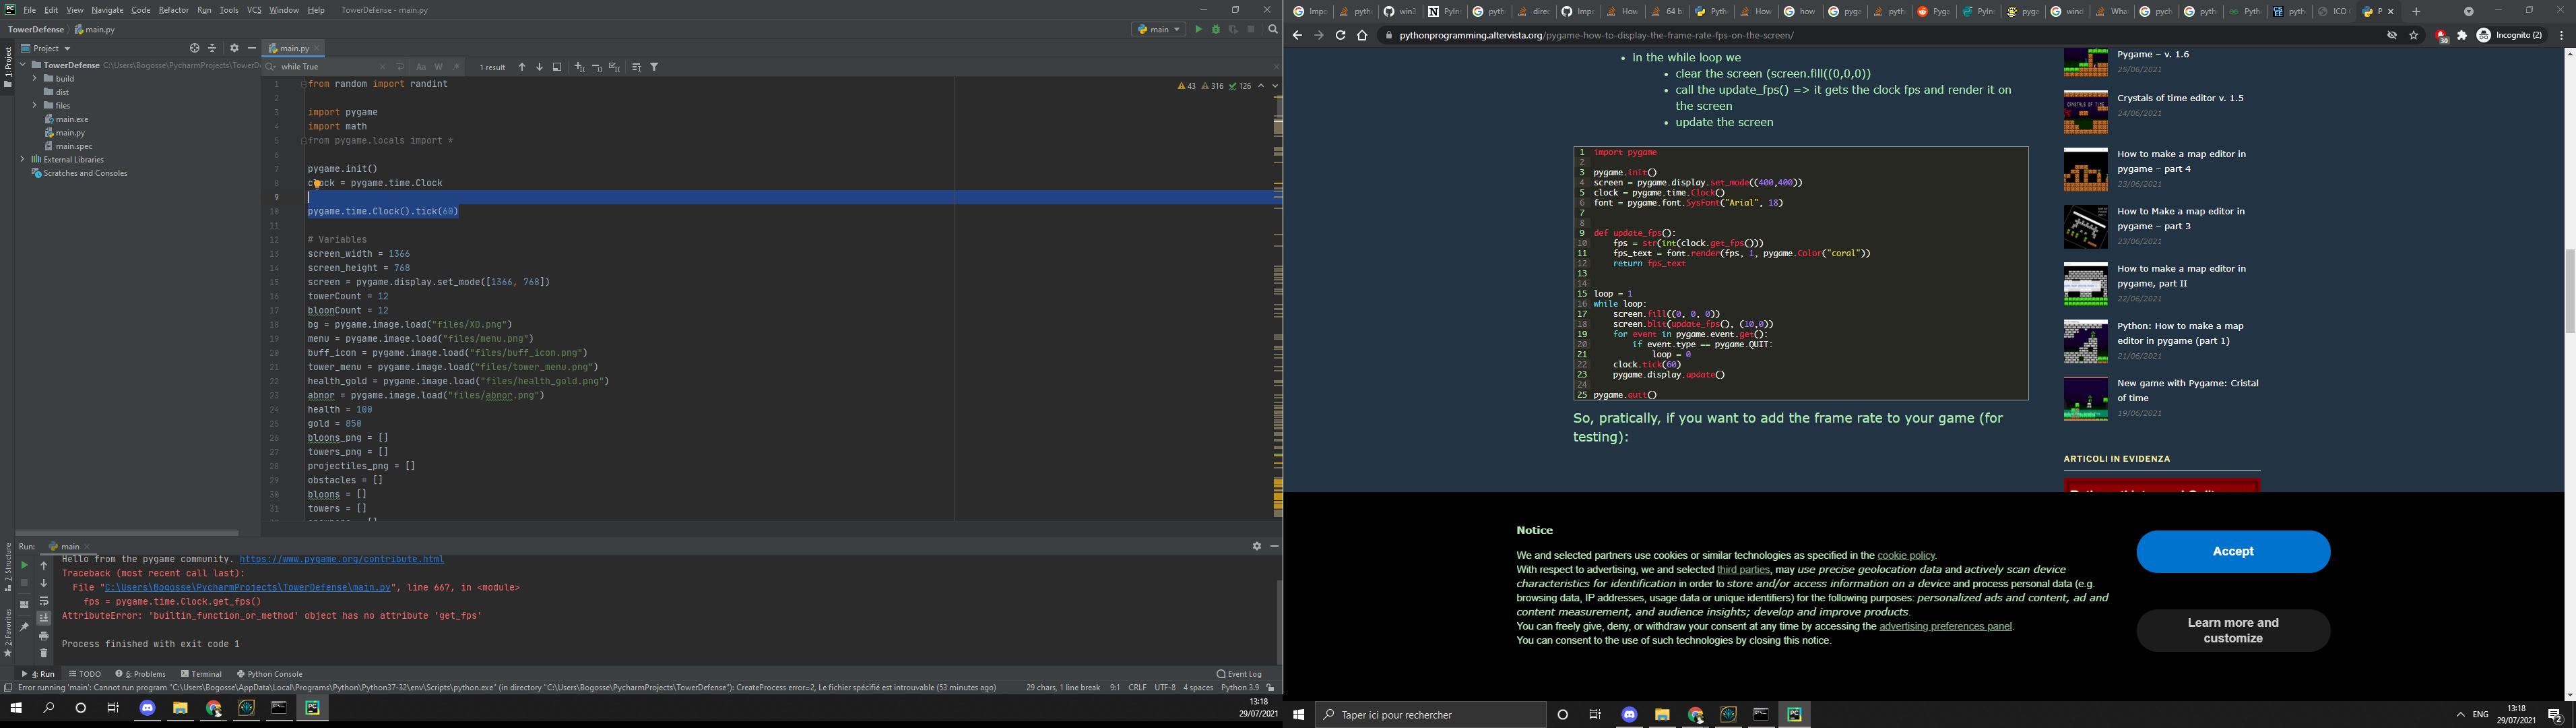 File Edit View Navigate Code Refactor Run Tools VCS Window Help TowerDefense - main.py
TowerDefense main.py
main
Project
main.py
while True
Aa W
1 result
TowerDefense C:\Users\Bogosse\PycharmProjects\TowerD
build
dist
files
main.exe
main.py
main.spec
External Libraries
Scratches and Consoles
1: Project
43 316 126
1 from random import randint
2
3 import pygame
4 import math
5 from pygame.locals import *
6
7 pygame.init()
8 clock = pygame.time.Clock
9
10 pygame.time.Clock().tick(60)
11
12 # Variables
13 screen_width = 1366
14 screen_height = 768
15 screen = pygame.display.set_mode([1366, 768])
16 towerCount = 12
17 bloonCount = 12
18 bg = pygame.image.load("files/XD.png")
19 menu = pygame.image.load("files/menu.png")
20 buff_icon = pygame.image.load("files/buff_icon.png")
21 tower_menu = pygame.image.load("files/tower_menu.png")
22 health_gold = pygame.image.load("files/health_gold.png")
23 abnor = pygame.image.load("files/abnor.png")
24 health = 100
25 gold = 850
26 bloons_png = []
27 towers_png = []
28 projectiles_png = []
29 obstacles = []
30 bloons = []
31 towers = []
Run: main
Hello from the pygame community. https://www.pygame.org/contribute.html
Traceback (most recent call last):
File "C:\Users\Bogosse\PycharmProjects\TowerDefense\main.py", line 667, in <module>
fps = pygame.time.Clock.get_fps()
AttributeError: 'builtin_function_or_method' object has no attribute 'get_fps'
Process finished with exit code 1
Z: Structure
2: Favorites
4: Run TODO 6: Problems Terminal Python Console Event Log
Error running 'main': Cannot run program "C:\Users\Bogosse\AppData\Local\Programs\Python\Python37-32\env\Scripts\python.exe" (in directory "C:\Users\Bogosse\PycharmProjects\TowerDefense"): CreateProcess error=2, Le fichier spécifié est introuvable (53 minutes ago) 29 chars, 1 line break 9:1 CRLF UTF-8 4 spaces Python 3.9
13:18
29/07/2021
Impo pytho win3 PyIn pyth direc Impo How 64 b Pyth How how pyga pyth Pyga PyIn pyga wind Wha pych pyth Pyth pyth ICO P
pythonprogramming.altervista.org/pygame-how-to-display-the-frame-rate-fps-on-the-screen/
30
Incognito (2)
• in the while loop we
• clear the screen (screen.fill((0,0,0))
• call the update_fps() => it gets the clock fps and render it on
the screen
• update the screen
1 import pygame
2
3 pygame.init()
4 screen = pygame.display.set_mode((400,400))
5 clock = pygame.time.Clock()
6 font = pygame.font.SysFont("Arial", 18)
7
8
9 def update_fps():
10 fps = str(int(clock.get_fps()))
11 fps_text = font.render(fps, 1, pygame.Color("coral"))
12 return fps_text
13
14
15 loop = 1
16 while loop:
17 screen.fill((0, 0, 0))
18 screen.blit(update_fps(), (10,0))
19 for event in pygame.event.get():
20 if event.type == pygame.QUIT:
21 loop = 0
22 clock.tick(60)
23 pygame.display.update()
24
25 pygame.quit()
So, pratically, if you want to add the frame rate to your game (for
testing):
Pygame – v. 1.6
25/06/2021
Crystals of time editor v. 1.5
24/06/2021
How to make a map editor in
pygame – part 4
23/06/2021
How to Make a map editor in
pygame – part 3
23/06/2021
How to make a map editor in
pygame, part II
22/06/2021
Python: How to make a map
editor in pygame (part 1)
21/06/2021
New game with Pygame: Cristal
of time
19/06/2021
ARTICOLI IN EVIDENZA
Notice
We and selected partners use cookies or similar technologies as specified in the cookie policy.
With respect to advertising, we and selected third parties, may use precise geolocation data and actively scan device
characteristics for identification in order to store and/or access information on a device and process personal data (e.g.
browsing data, IP addresses, usage data or unique identifiers) for the following purposes: personalized ads and content, ad and
content measurement, and audience insights; develop and improve products.
You can freely give, deny, or withdraw your consent at any time by accessing the advertising preferences panel.
You can consent to the use of such technologies by closing this notice.
Accept
Learn more and
customize
Taper ici pour rechercher
ENG
13:18
29/07/2021